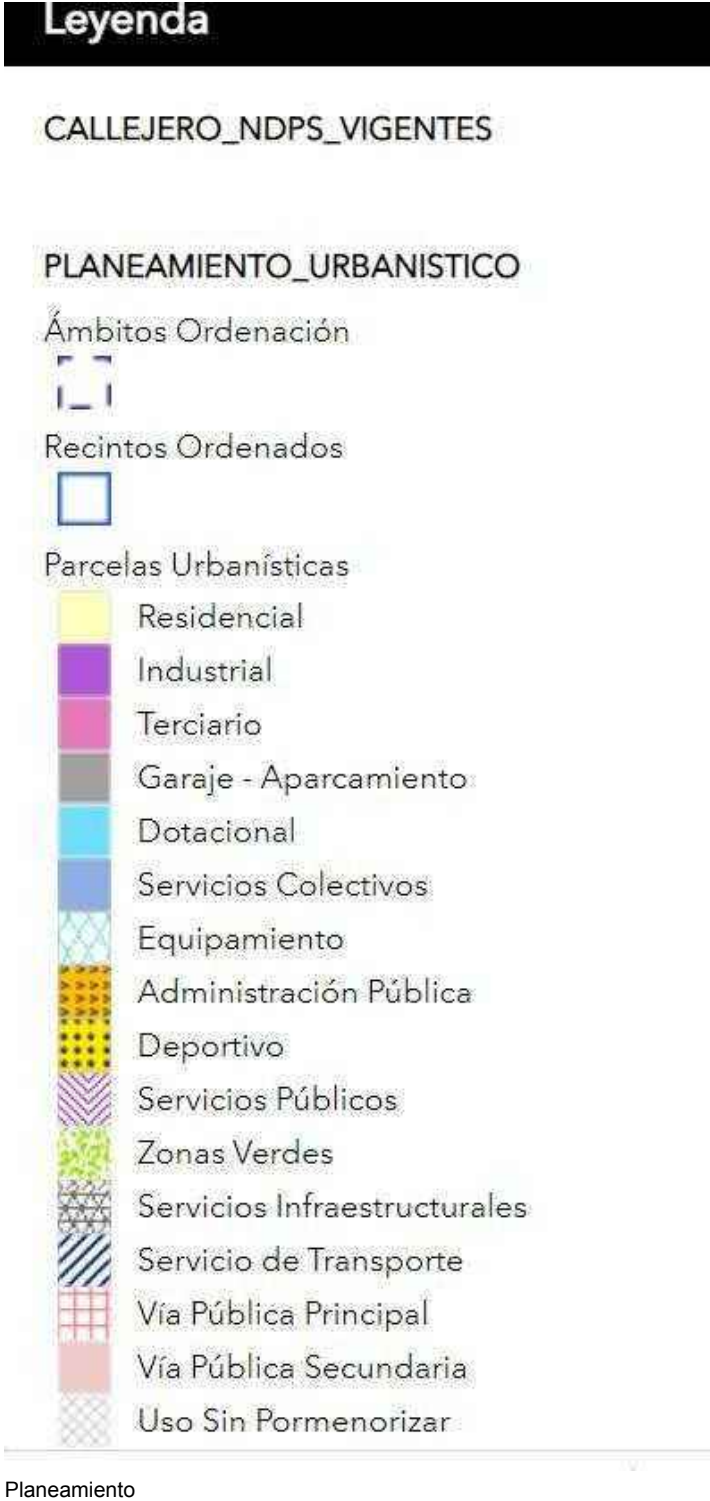 Leyenda
CALLEJERO_NDPS_VIGENTES
PLANEAMIENTO_URBANISTICO
Ámbitos Ordenación
Recintos Ordenados
Parcelas Urbanísticas
Residencial
Industrial
Terciario
Garaje - Aparcamiento
Dotacional
Servicios Colectivos
Equipamiento
Administración Pública
Deportivo
Servicios Públicos
Zonas Verdes
Servicios Infraestructurales
Servicio de Transporte
Vía Pública Principal
Vía Pública Secundaria
Uso Sin Pormenorizar
Planeamiento